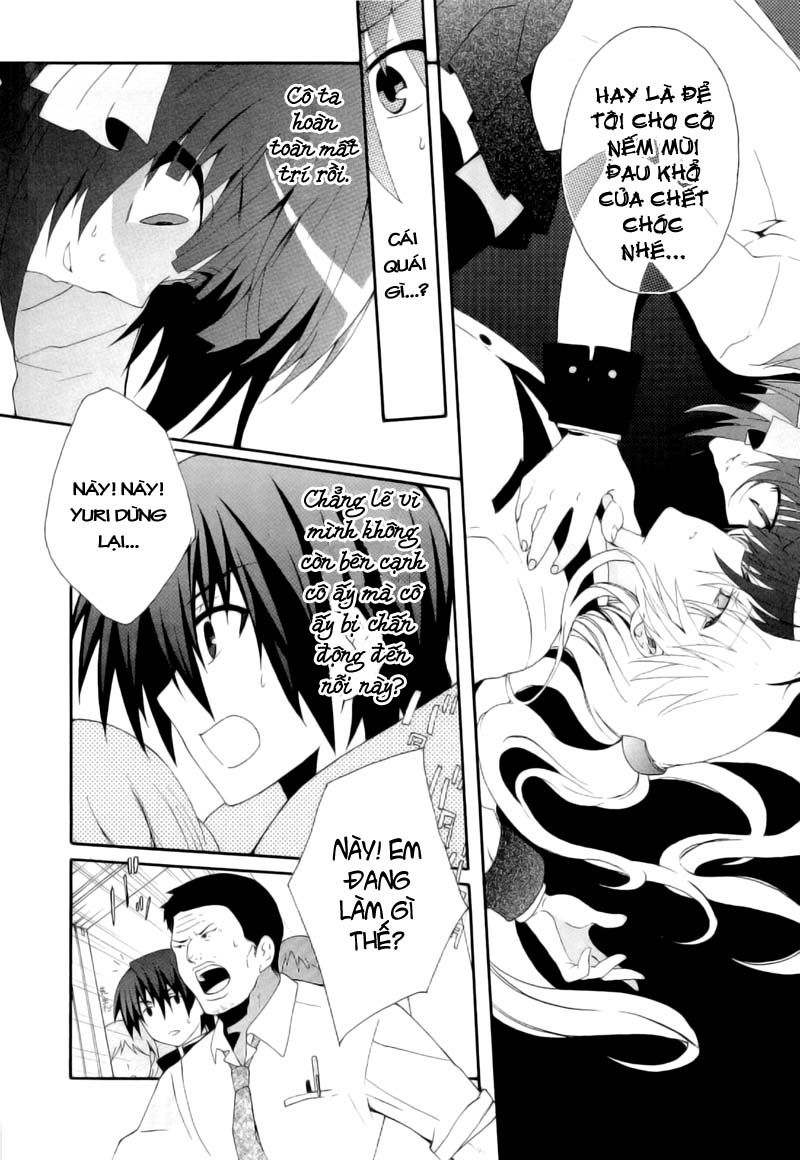 HAY LÀ ĐỂ
TÔI CHO CÔ
NẾM MÙI
ĐAU KHỔ
CỦA CHẾT
CHÓC
NHÉ...
CÁI
QUÁI
GÌ...?
Cô ta
hoàn
toàn mất
trí rồi.
Chẳng lẽ vì
mình không
còn bên cạnh
cô ấy mà cô
ấy bị chấn
động đến
nỗi này?
NÀY! NÀY!
YURI DỪNG
LẠI...
NÀY! EM
ĐANG
LÀM GÌ
THẾ?